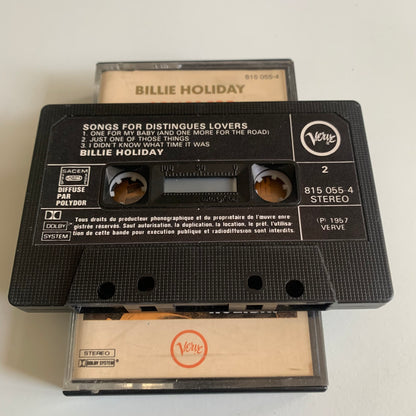 BILLIE HOLIDAY
815 055-4
SONGS FOR DISTINGUES LOVERS
1. ONE FOR MY BABY (AND ONE MORE FOR THE ROAD)
2. JUST ONE OF THOSE THINGS
3. I DIDN'T KNOW WHAT TIME IT WAS
BILLIE HOLIDAY
Verve
2
SACEM
DIFFUSE
PAR
POLYDOR
100
50
0
815 055-4
STEREO
DOLBY
SYSTEM
(P) 1957
VERVE
Tous droits du producteur phonographique et du propriétaire de l'œuvre enre
gistrée réservés. Sauf autorisation, la duplication, la location, le prêt, l'utilisa-
tion de cette bande pour exécution publique et radiodiffusion sont interdits.
STEREO
DOLBY SYSTEM
Verve